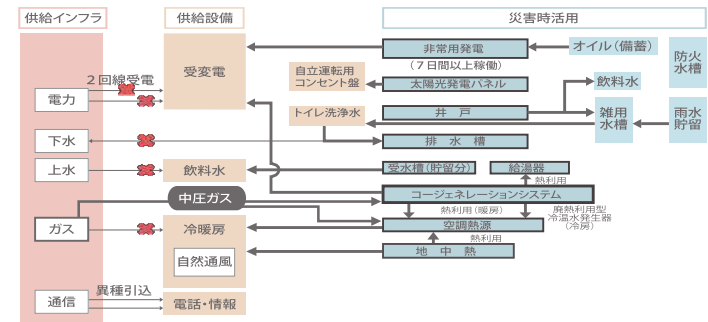 供給インフラ
供給設備
災害時活用
受変電
非常用発電
オイル(備蓄)
防火
水槽
(7日間以上稼働)
2回線受電
自立運転用
コンセント盤
太陽光発電パネル
飲料水
電力
トイレ洗浄水
井戸
雑用
水槽
雨水
貯留
下水
排水槽
上水
飲料水
受水槽(貯留分)
給湯器
熱利用
中圧ガス
コージェネレーションシステム
熱利用(暖房)
廃熱利用型
冷温水発生器
(冷房)
ガス
冷暖房
空調熱源
熱利用
自然通風
地中熱
異種引込
通信
電話・情報